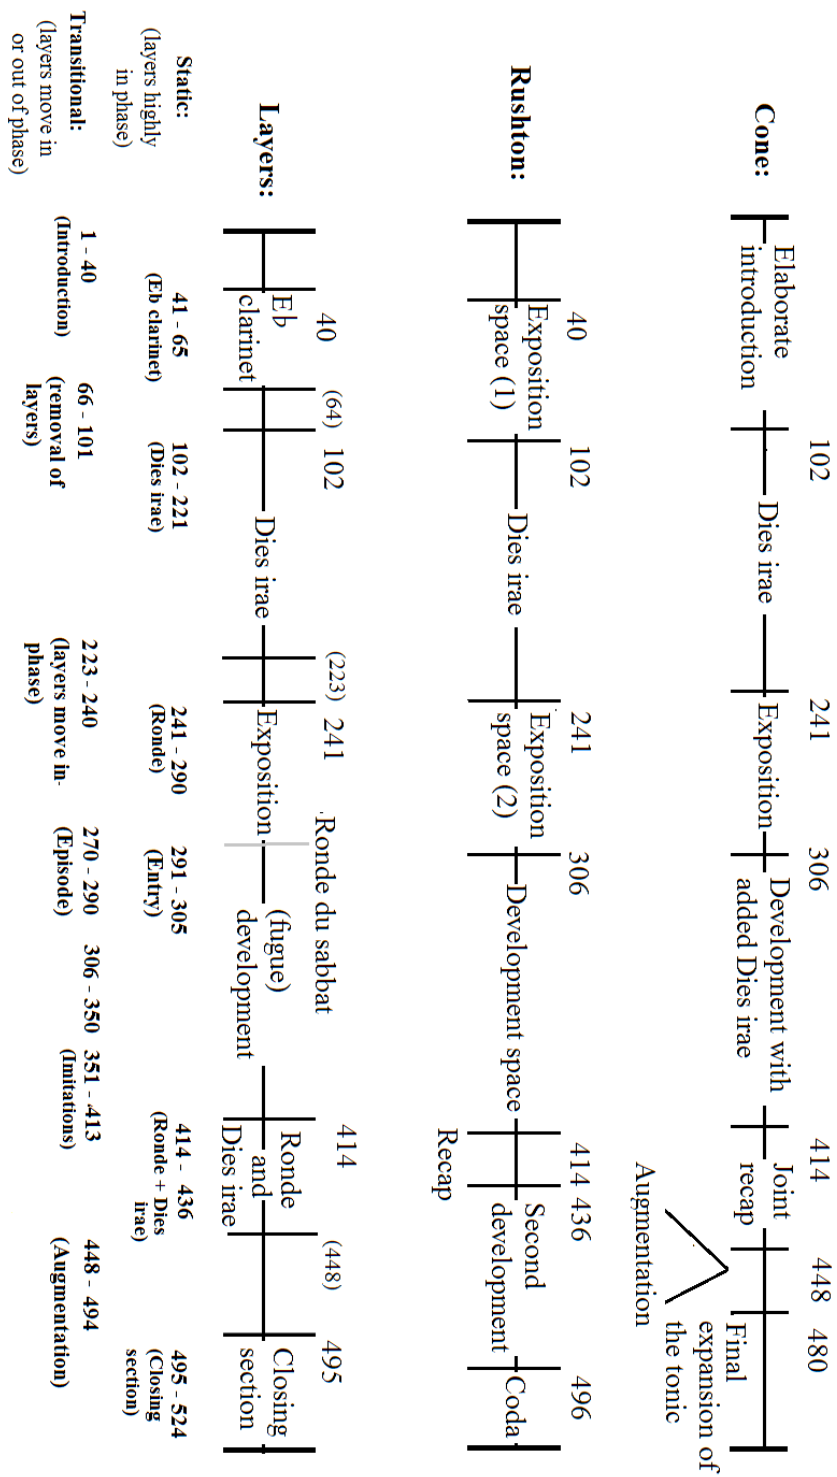 Cone:
102
241
306
414
448
480
Elaborate
introduction
Dies irae
Exposition
Development with
added Dies irae
Joint
recap
Final
expansion of
the tonic
Augmentation
Rushton:
40
102
241
306
414 436
496
Exposition
space (1)
Dies irae
Exposition
space (2)
Development space
Second
development
Coda
Recap
Layers:
40
(64)
102
(223)
241
Ronde du sabbat
414
(448)
495
E♭
clarinet
Dies irae
Exposition
(fugue)
development
Ronde
and
Dies irae
Closing
section
Static:
(layers highly
in phase)
41 - 65
(Eb clarinet)
102 - 221
(Dies irae)
241 - 290
(Ronde)
291 - 305
(Entry)
414 - 436
(Ronde + Dies
irae)
495 - 524
(Closing
section)
Transitional:
(layers move in
or out of phase)
1 - 40
(Introduction)
66 - 101
(removal of
layers)
223 - 240
(layers move in-
phase)
270 - 290
(Episode)
306 - 350
351 - 413
(Imitations)
448 - 494
(Augmentation)